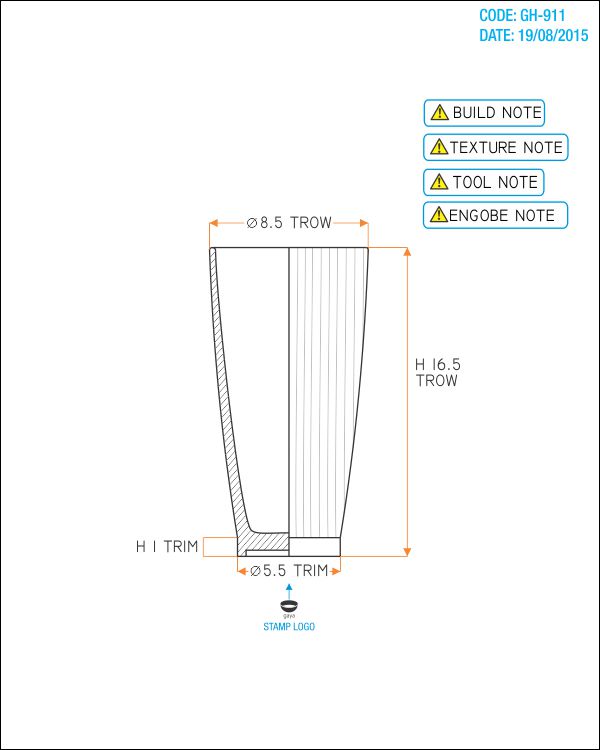 CODE: GH-911
DATE: 19/08/2015
BUILD NOTE
TEXTURE NOTE
TOOL NOTE
ENGOBE NOTE
∅8.5 TROW
H 16.5
TROW
H 1 TRIM
∅5.5 TRIM
gaya
STAMP LOGO